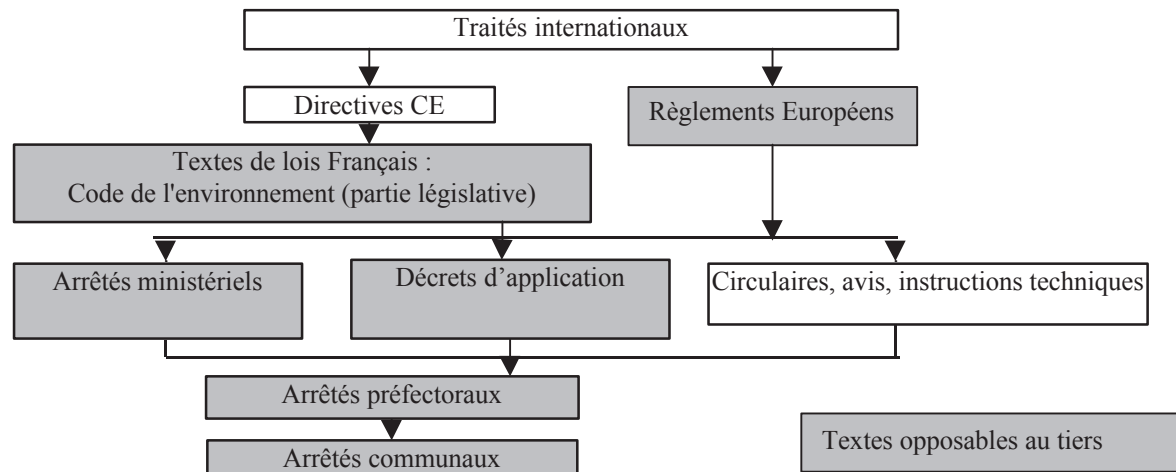 Traités internationaux
Directives CE
Règlements Européens
Textes de lois Français :
Code de l'environnement (partie législative)
Arrêtés ministériels
Décrets d’application
Circulaires, avis, instructions techniques
Arrêtés préfectoraux
Arrêtés communaux
Textes opposables au tiers